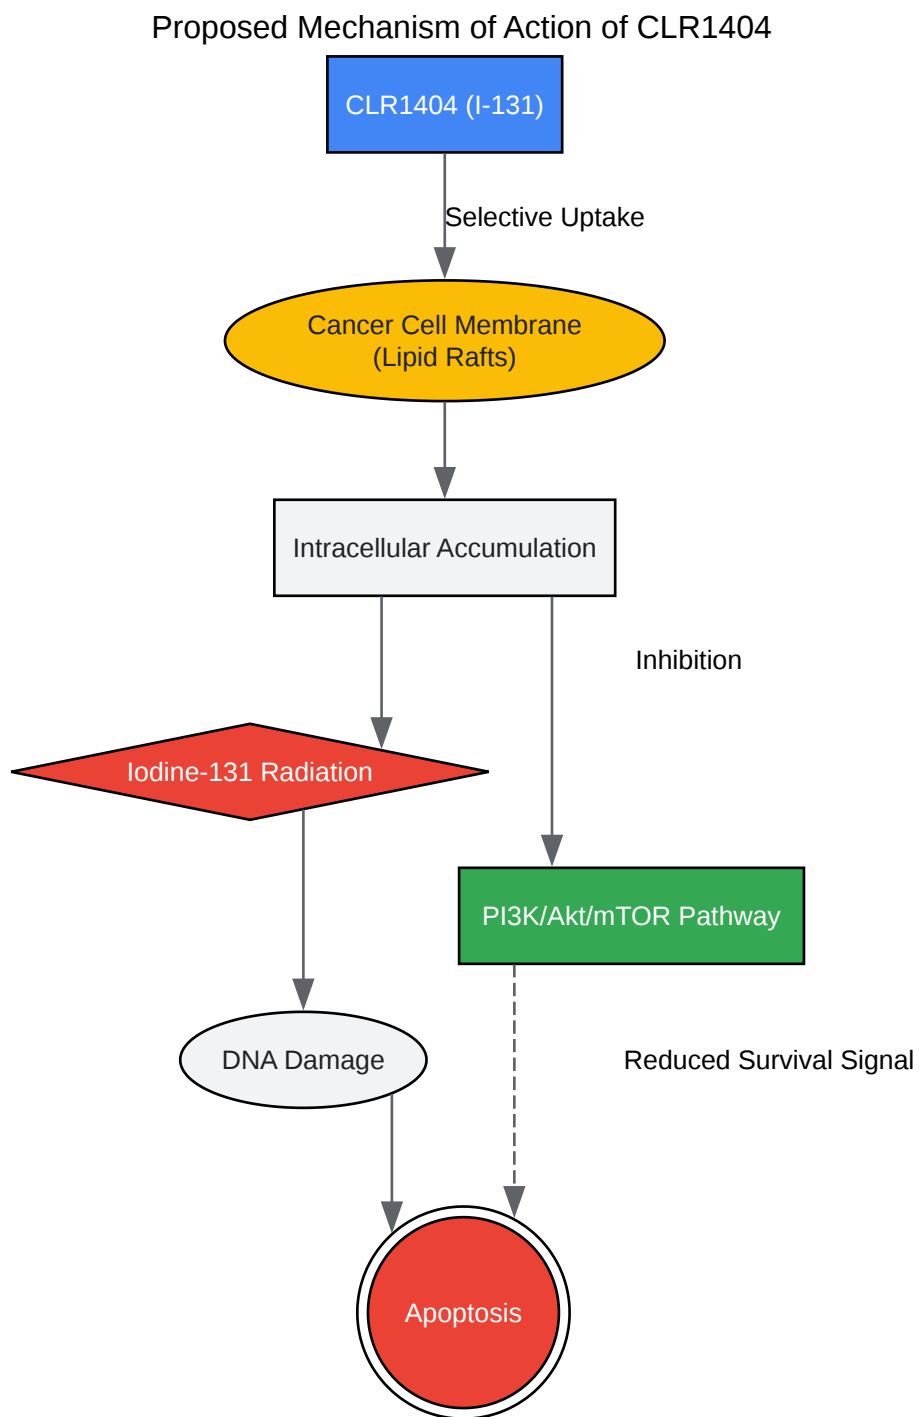 Proposed Mechanism of Action of CLR1404
CLR1404 (I-131)
Selective Uptake
Cancer Cell Membrane
(Lipid Rafts)
Intracellular Accumulation
Inhibition
Iodine-131 Radiation
PI3K/Akt/mTOR Pathway
DNA Damage
Reduced Survival Signal
Apoptosis